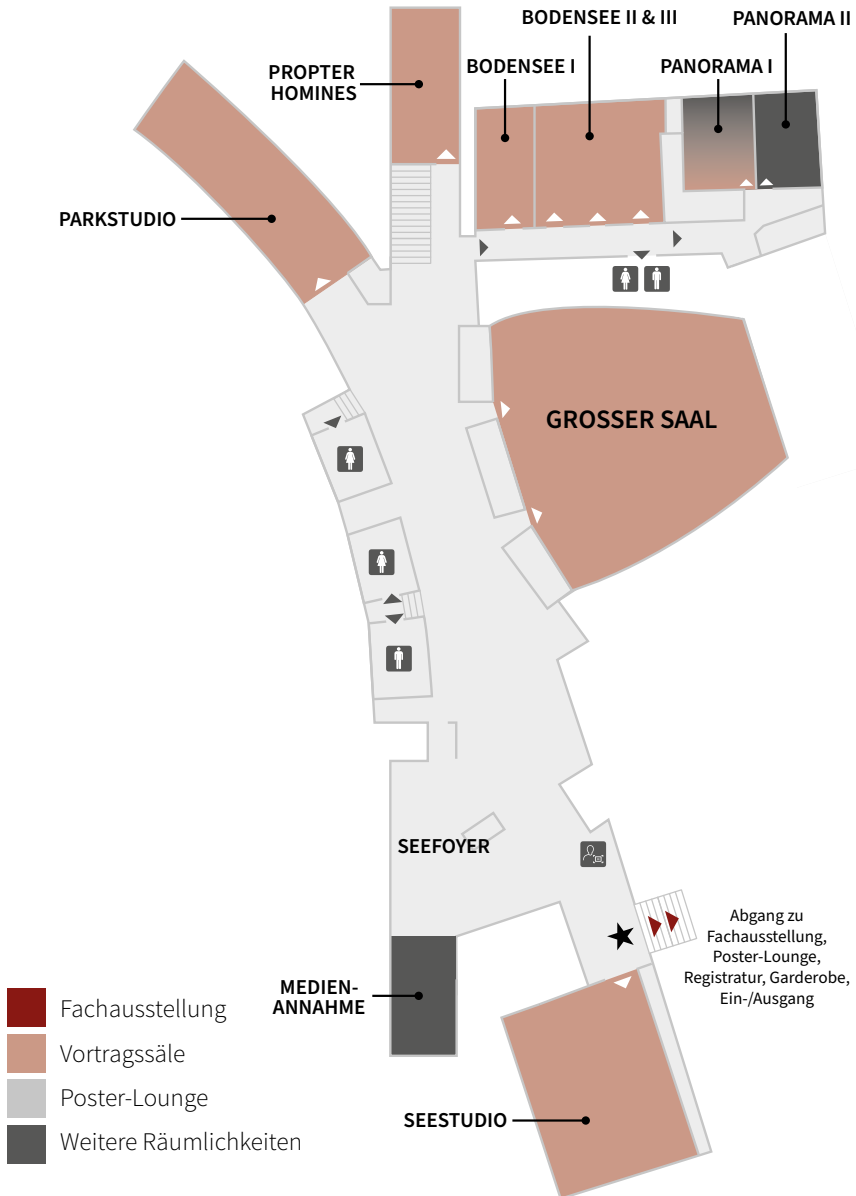 BODENSEE II & III
PANORAMA II
PROPTER
HOMINES
BODENSEE I
PANORAMA I
PARKSTUDIO
GROSSER SAAL
SEEFOYER
Abgang zu
Fachausstellung,
Poster-Lounge,
Registratur, Garderobe,
Ein-/Ausgang
MEDIEN-
ANNAHME
SEESTUDIO
Fachausstellung
Vortragssäle
Poster-Lounge
Weitere Räumlichkeiten